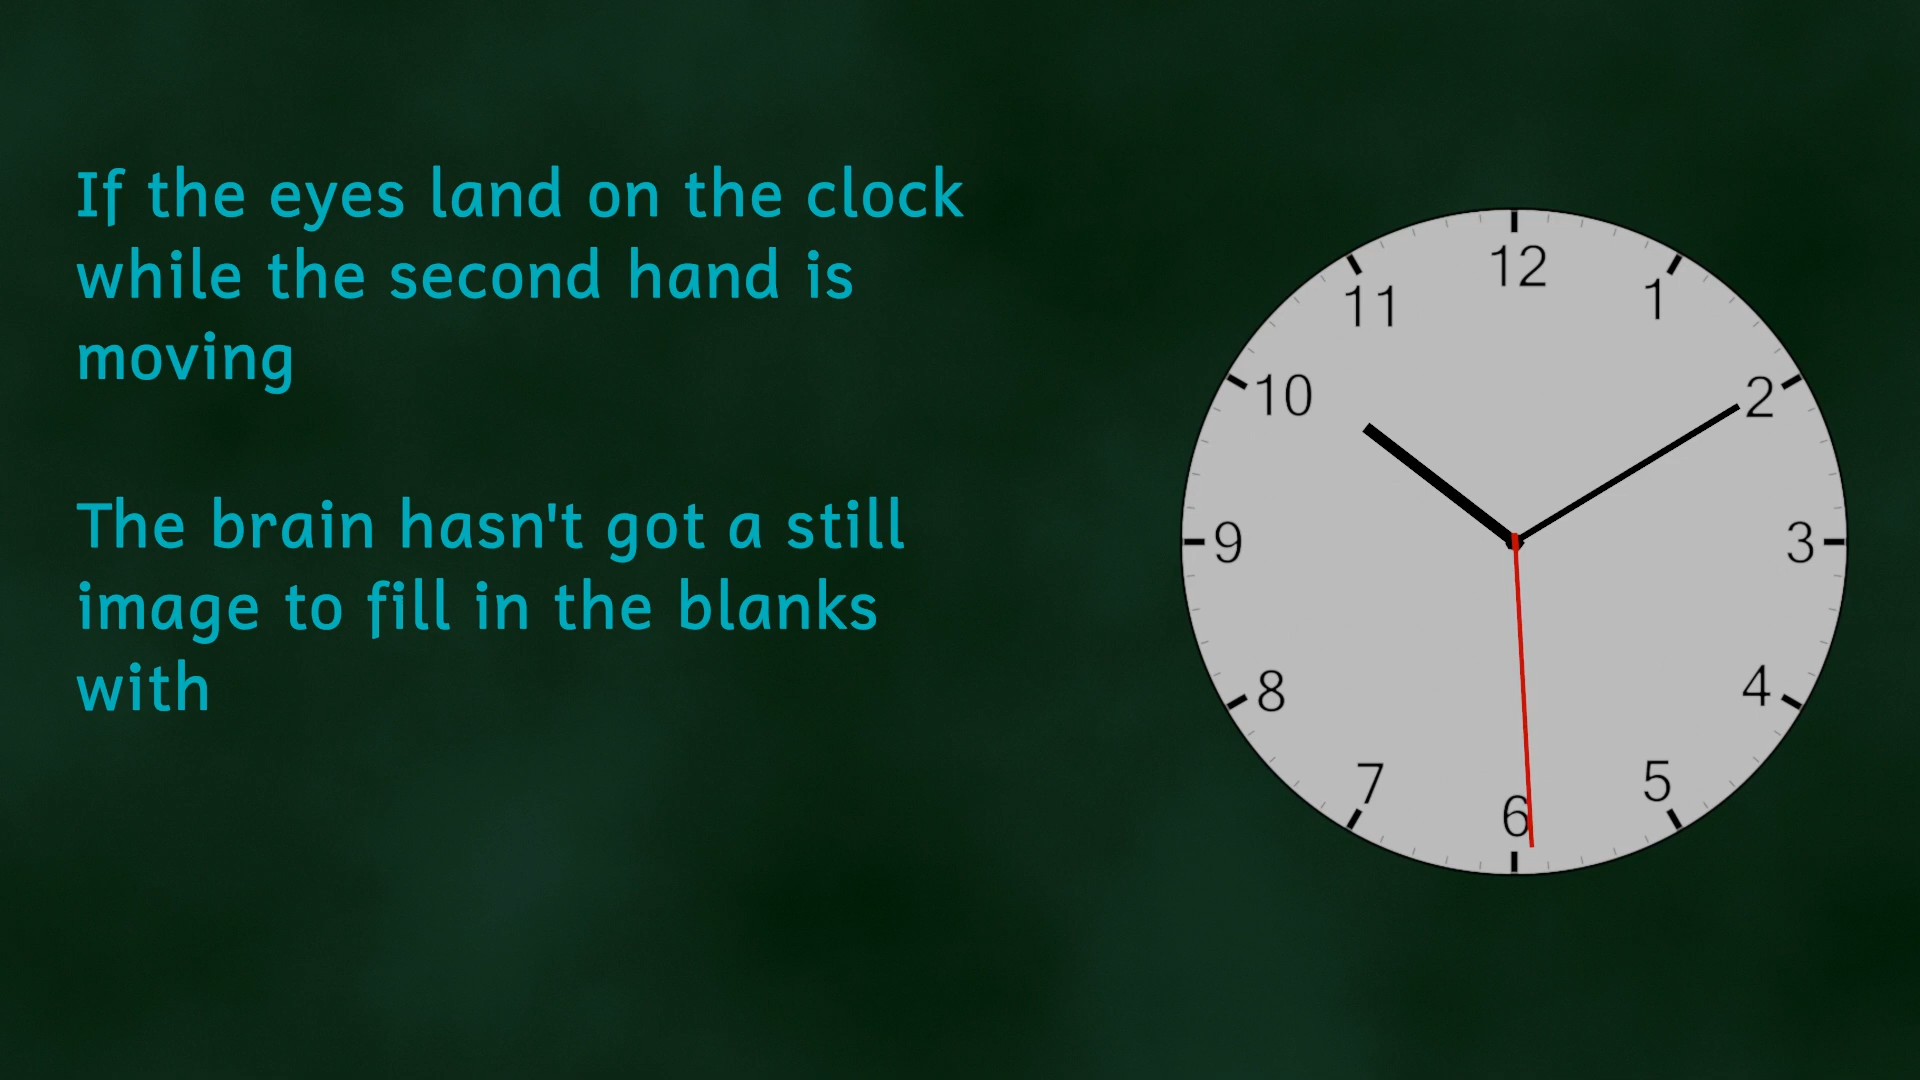 If the eyes land on the clock
while the second hand is
moving
The brain hasn't got a still
image to fill in the blanks
with
12
1
2
3
4
5
6
7
8
9
10
11